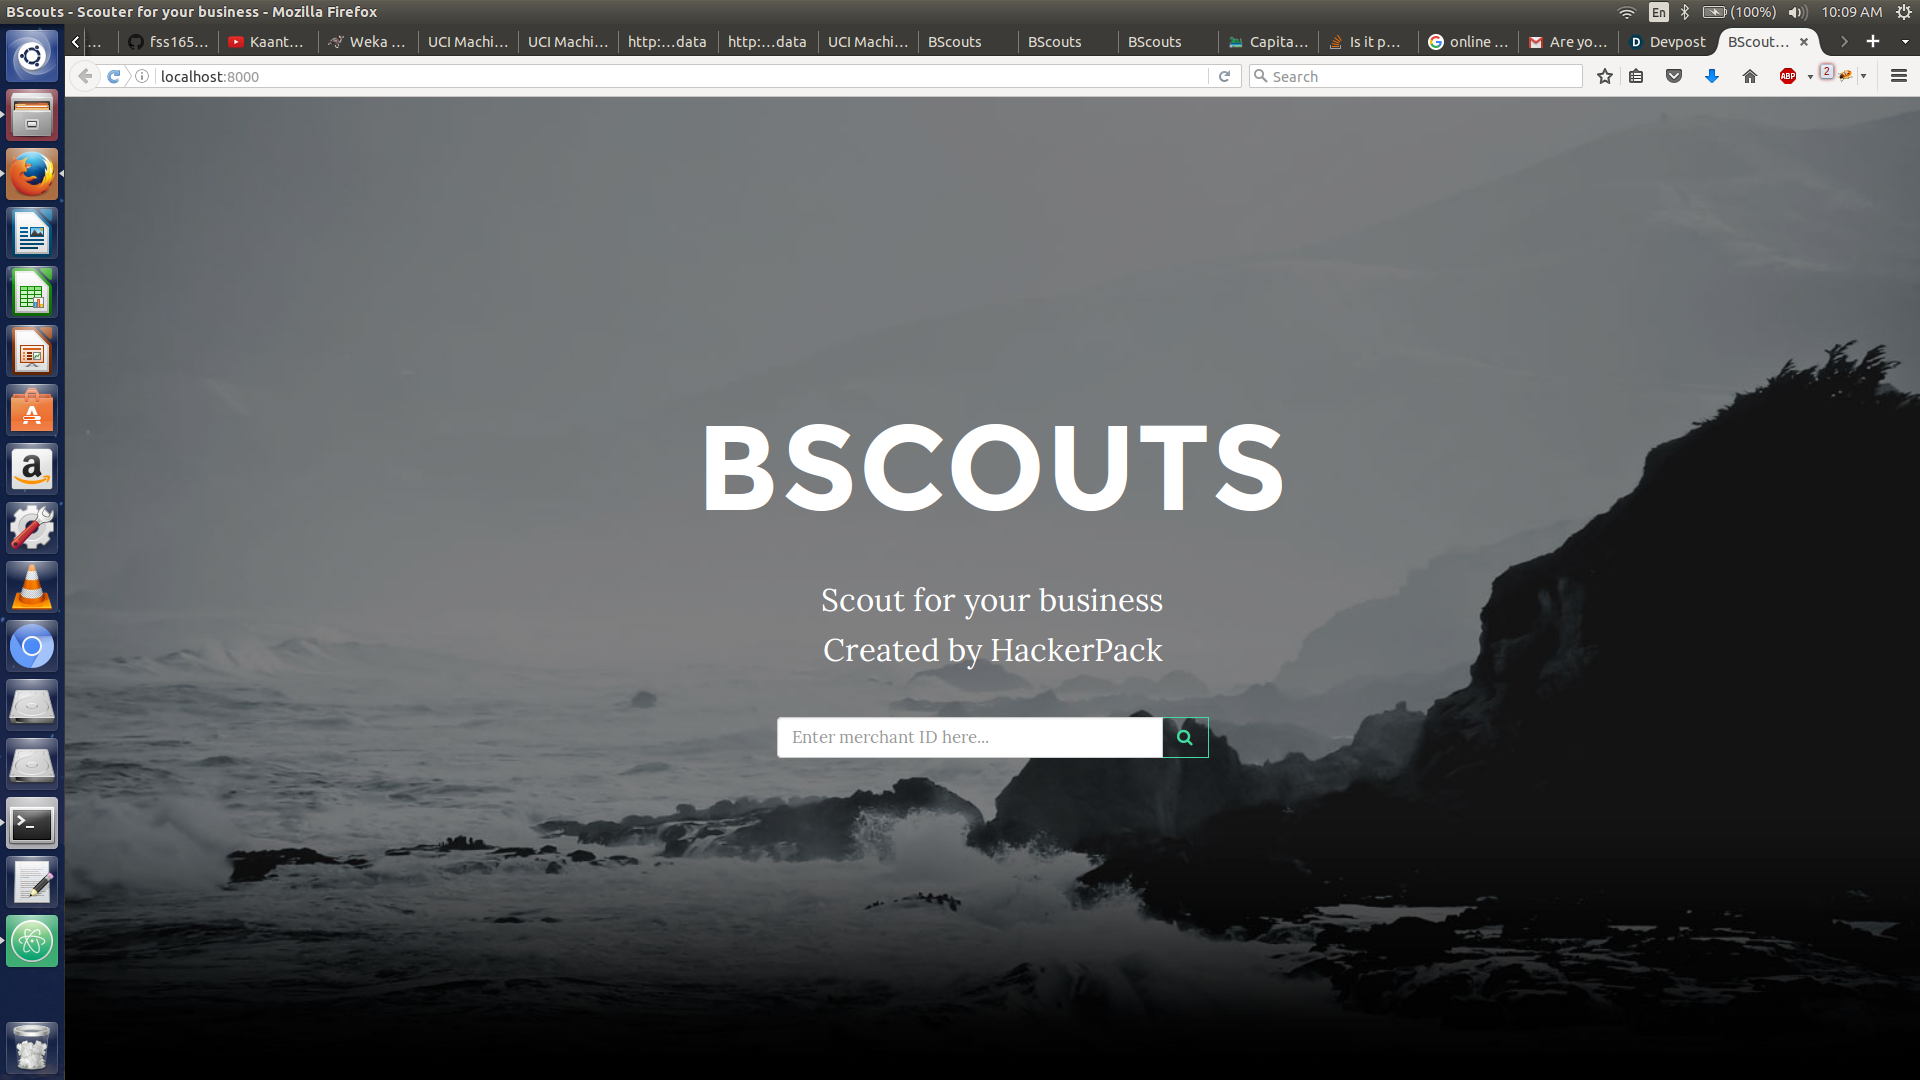 BScouts - Scouter for your business - Mozilla Firefox
En
(100%)
10:09 AM
...
fss165...
Kaant...
Weka ...
UCI Machi...
UCI Machi...
http:...data
http:...data
UCI Machi...
BScouts
BScouts
BScouts
Capita...
Is it p...
online ...
Are yo...
Devpost
BScout...
localhost:8000
Search
ABP
2
BSCOUTS
Scout for your business
Created by HackerPack
Enter merchant ID here...